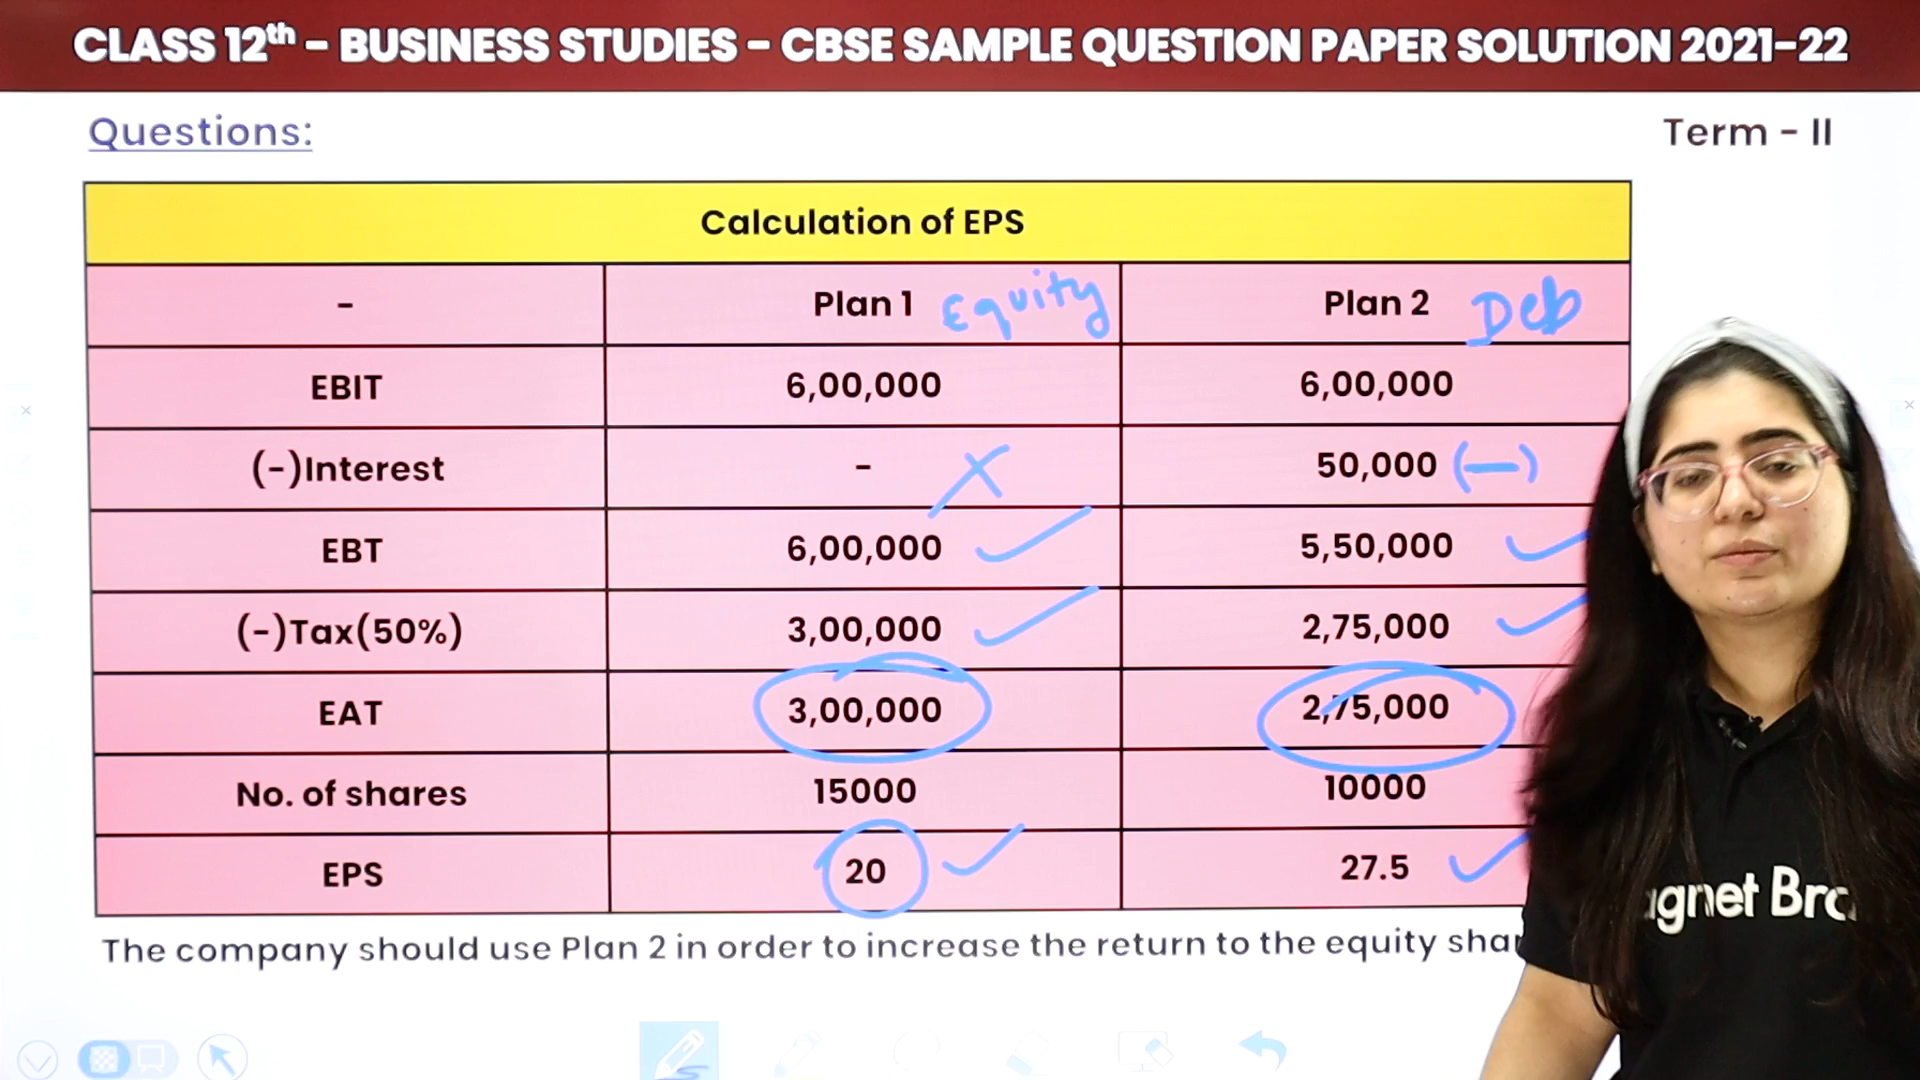 CLASS 12th – BUSINESS STUDIES – CBSE SAMPLE QUESTION PAPER SOLUTION 2021–22
Questions: Term – II
Calculation of EPS
- Plan 1 Equity Plan 2 Deb
EBIT 6,00,000 6,00,000
(-)Interest - X 50,000 (—)
EBT 6,00,000 ✓ 5,50,000 ✓
(-)Tax(50%) 3,00,000 ✓ 2,75,000 ✓
EAT 3,00,000 2,75,000
No. of shares 15000 10000
EPS 20 ✓ 27.5 ✓
The company should use Plan 2 in order to increase the return to the equity
agnet Bro